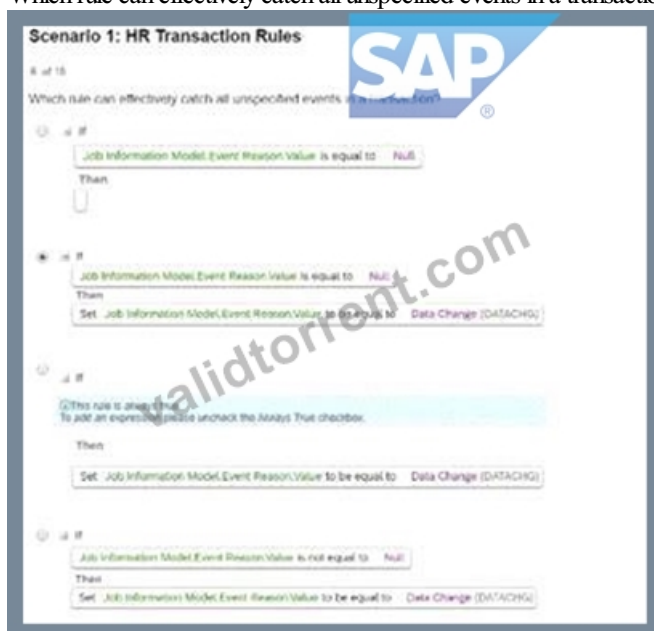 Which rule can effectively catch all unspecified events in a transactio
Scenario 1: HR Transaction Rules
SAP
®
6 of 15
Which rule can effectively catch all unspecified events in a transaction?
If
Job Information Model.Event Reason.Value is equal to Null
Then
If
Job Information Model.Event Reason.Value is equal to Null
Then
Set Job Information Model.Event Reason.Value to be equal to Data Change (DATACHG)
validtorrent.com
If
This rule is always true.
To add an expression please uncheck the Always True checkbox.
Then
Set Job Information Model.Event Reason.Value to be equal to Data Change (DATACHG)
If
Job Information Model.Event Reason.Value is not equal to Null
Then
Set Job Information Model.Event Reason.Value to be equal to Data Change (DATACHG)